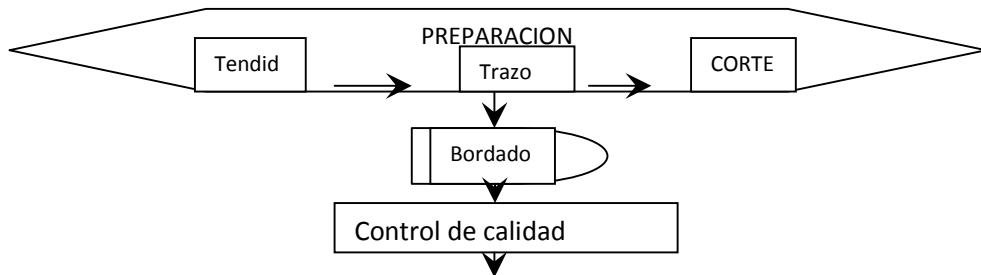 PREPARACION
Tendid
Trazo
CORTE
Bordado
Control de calidad